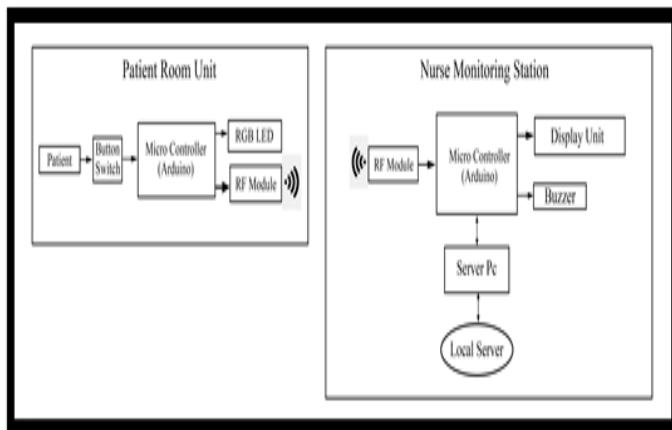 Patient Room Unit
Patient
Button
Switch
Micro Controller
(Arduino)
RGB LED
RF Module
Nurse Monitoring Station
RF Module
Micro Controller
(Arduino)
Display Unit
Buzzer
Server Pc
Local Server